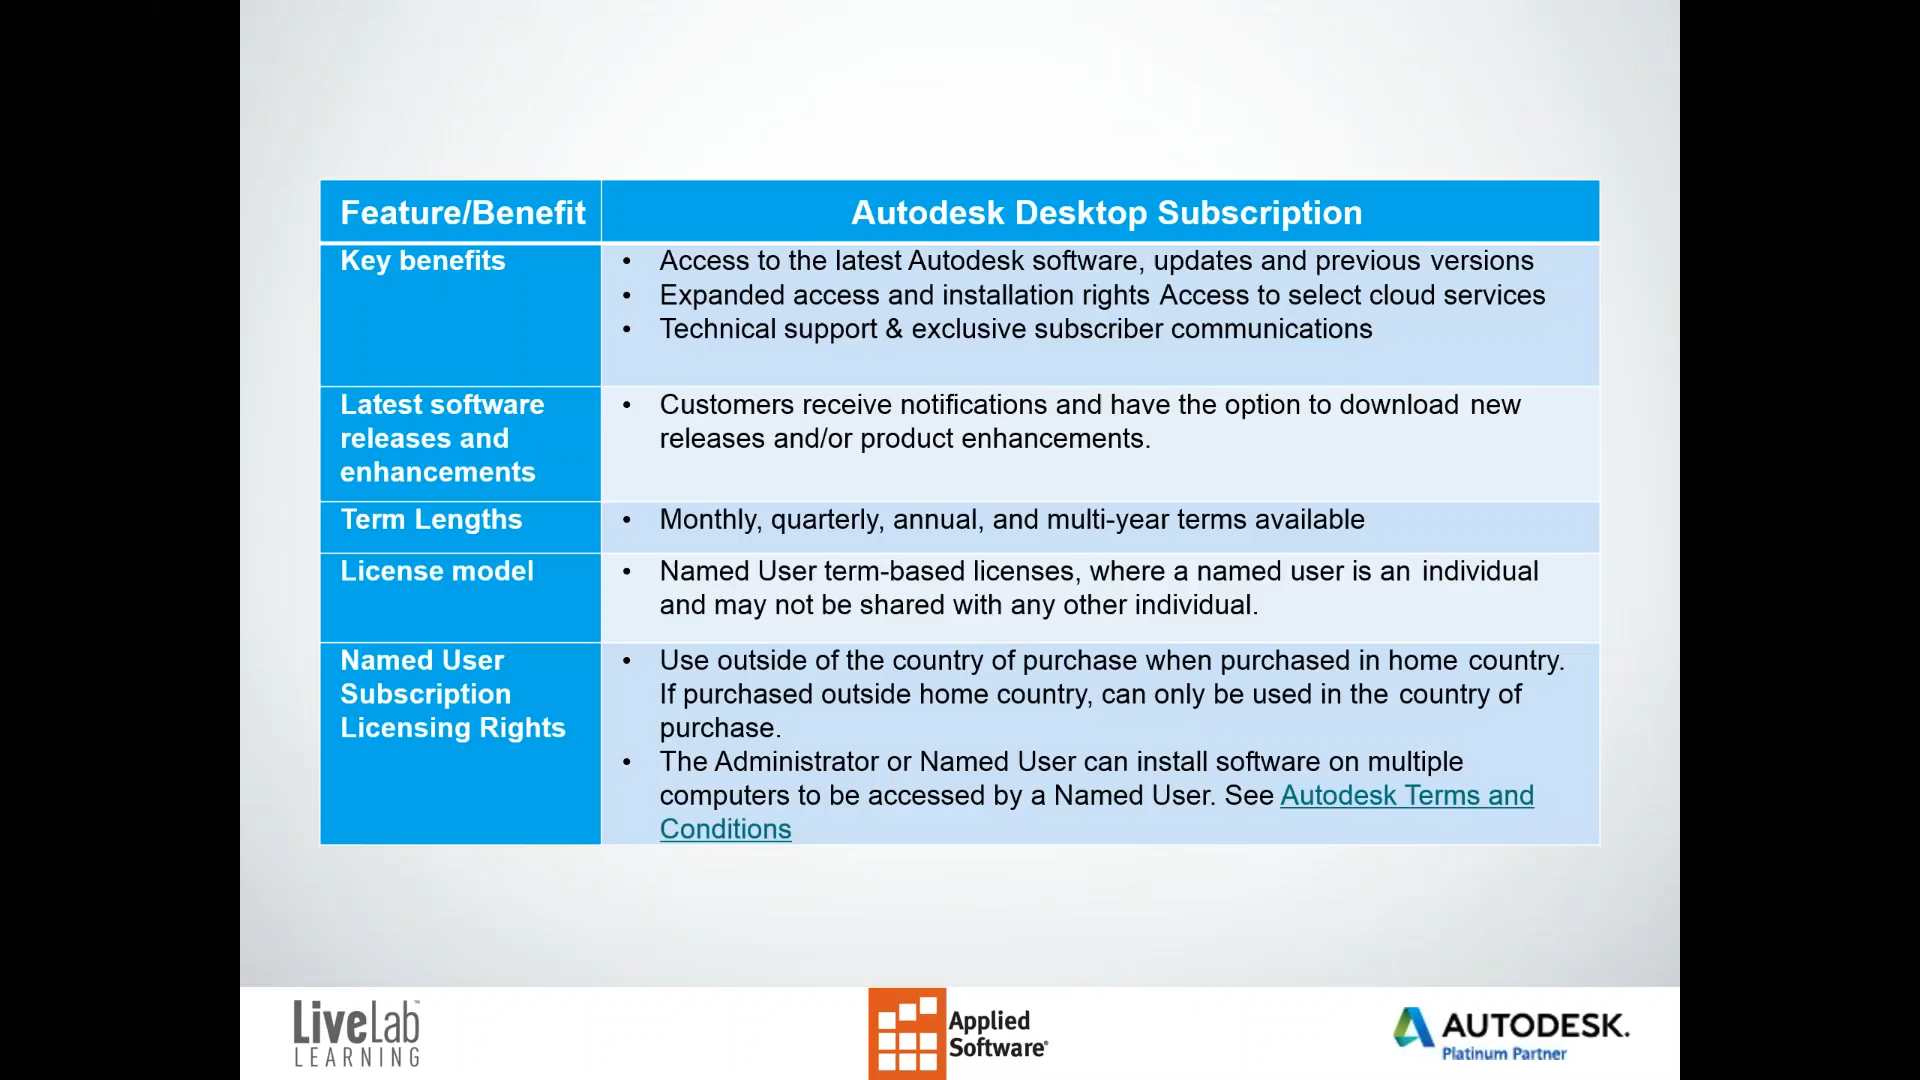 Feature/Benefit
Autodesk Desktop Subscription
Key benefits
• Access to the latest Autodesk software, updates and previous versions
• Expanded access and installation rights Access to select cloud services
• Technical support & exclusive subscriber communications
Latest software
releases and
enhancements
• Customers receive notifications and have the option to download new
releases and/or product enhancements.
Term Lengths
• Monthly, quarterly, annual, and multi-year terms available
License model
• Named User term-based licenses, where a named user is an individual
and may not be shared with any other individual.
Named User
Subscription
Licensing Rights
• Use outside of the country of purchase when purchased in home country.
If purchased outside home country, can only be used in the country of
purchase.
• The Administrator or Named User can install software on multiple
computers to be accessed by a Named User. See Autodesk Terms and
Conditions
LiveLab™
LEARNING
Applied
Software®
AUTODESK.
Platinum Partner